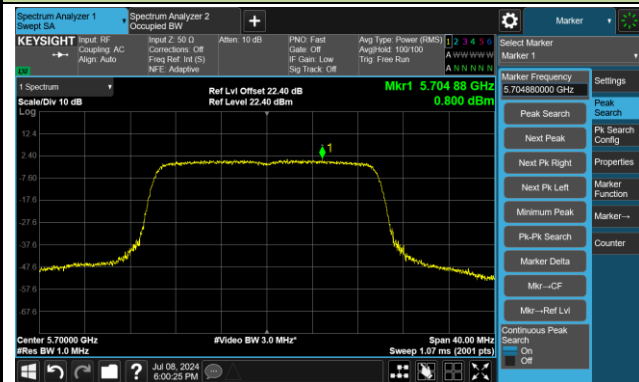 Spectrum Analyzer 1
Swept SA
Spectrum Analyzer 2
Occupied BW
Marker
KEYSIGHT
Input: RF
Coupling: AC
Align: Auto
Input Z: 50 Ω
Corrections: Off
Freq Ref: Int (S)
NFE: Adaptive
Atten: 10 dB
PNO: Fast
Gate: Off
IF Gain: Low
Sig Track: Off
Avg Type: Power (RMS)
Avg|Hold: 100/100
Trig: Free Run
1 2 3 4 5 6
A W W W W W
A N N N N N
LVI
Select Marker
Marker 1
1 Spectrum
Scale/Div 10 dB
Log
Ref Lvl Offset 22.40 dB
Ref Level 22.40 dBm
Mkr1 5.704 88 GHz
0.800 dBm
1
12.4
2.40
-7.60
-17.6
-27.6
-37.6
-47.6
-57.6
-67.6
Center 5.70000 GHz
#Res BW 1.0 MHz
#Video BW 3.0 MHz*
Span 40.00 MHz
Sweep 1.07 ms (2001 pts)
Marker Frequency
5.704880000 GHz
Peak Search
Next Peak
Next Pk Right
Next Pk Left
Minimum Peak
Pk-Pk Search
Marker Delta
Mkr→CF
Mkr→Ref Lvl
Continuous Peak
Search
On
Off
Settings
Peak
Search
Pk Search
Config
Properties
Marker
Function
Marker→
Counter
?
Jul 08, 2024
6:00:25 PM